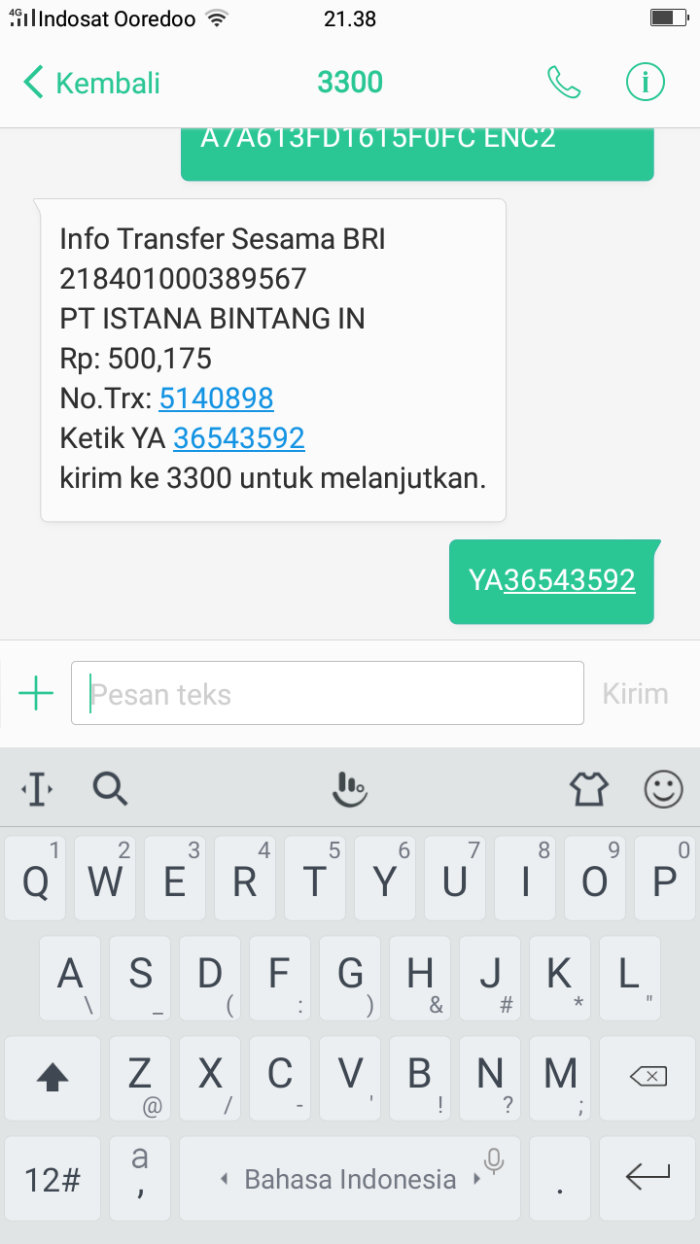 4G Indosat Ooredoo 21.38
Kembali 3300
A7A613FD1615F0FC ENC2
Info Transfer Sesama BRI
218401000389567
PT ISTANA BINTANG IN
Rp: 500,175
No.Trx: 5140898
Ketik YA 36543592
kirim ke 3300 untuk melanjutkan.
YA36543592
Pesan teks Kirim
1 2 3 4 5 6 7 8 9 0
Q W E R T Y U I O P
A S D F G H J K L
\ _ ( : ) & # * "
Z X C V B N M
@ / - ' ! ? ;
12# a , Bahasa Indonesia .